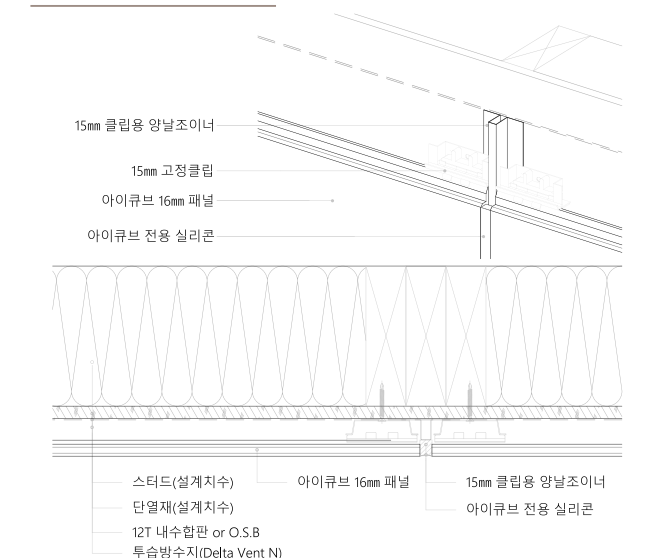 15㎜ 클립용 양날조이너
15㎜ 고정클립
아이큐브 16㎜ 패널
아이큐브 전용 실리콘
스터드(설계치수)
단열재(설계치수)
12T 내수합판 or O.S.B
투습방수지(Delta Vent N)
아이큐브 16㎜ 패널
15㎜ 클립용 양날조이너
아이큐브 전용 실리콘